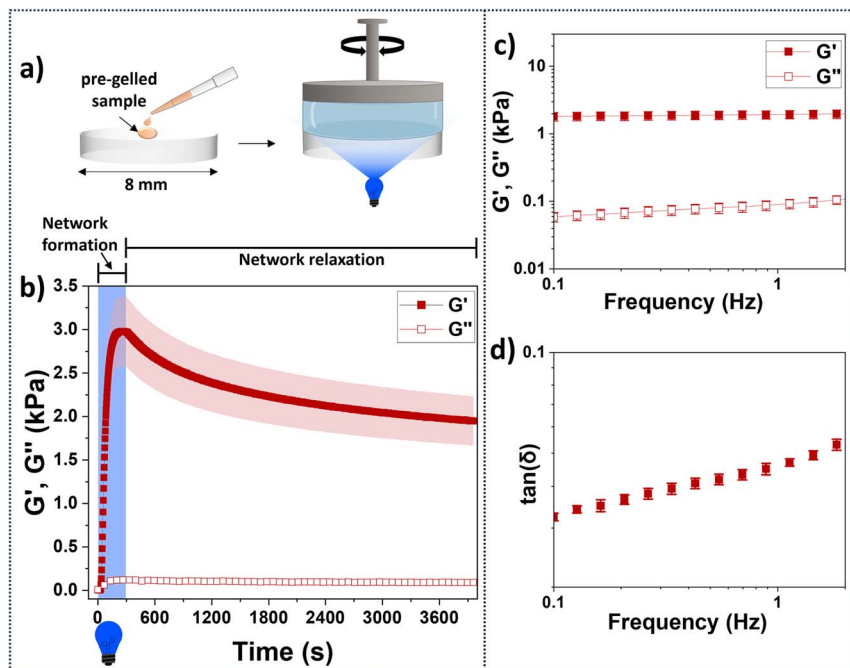 a)
pre-gelled
sample
8 mm
Network
formation
Network relaxation
b)
G', G" (kPa)
3.5
3.0
2.5
2.0
1.5
1.0
0.5
0.0
G'
G"
0
600
1200
1800
2400
3000
3600
Time (s)
c)
G', G" (kPa)
10
1
0.1
0.01
G'
G"
0.1
1
Frequency (Hz)
d)
tan(δ)
0.1
0.1
1
Frequency (Hz)